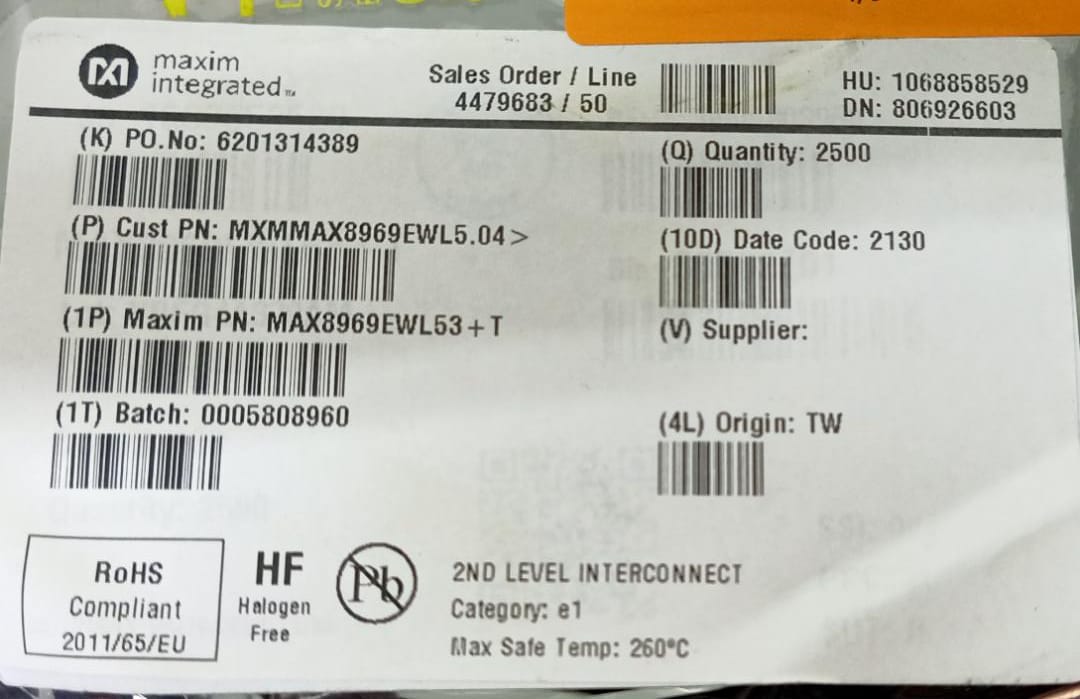 maxim
integrated™
Sales Order / Line
4479683 / 50
HU: 1068858529
DN: 806926603
(K) PO.No: 6201314389
(Q) Quantity: 2500
(P) Cust PN: MXMMAX8969EWL5.04>
(10D) Date Code: 2130
(1P) Maxim PN: MAX8969EWL53+T
(V) Supplier:
(1T) Batch: 0005808960
(4L) Origin: TW
RoHS
Compliant
2011/65/EU
HF
Halogen
Free
Pb
2ND LEVEL INTERCONNECT
Category: e1
Max Safe Temp: 260°C